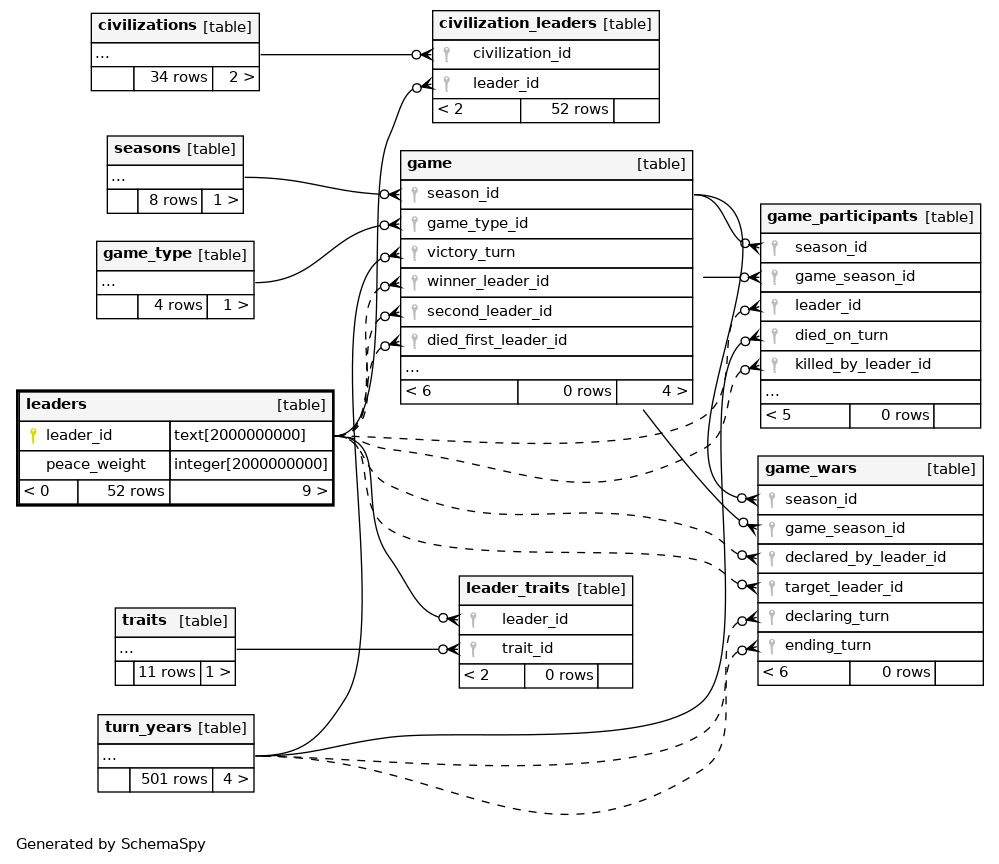 civilizations [table]
...
34 rows 2 >
civilization_leaders [table]
civilization_id
leader_id
< 2 52 rows
seasons [table]
...
8 rows 1 >
game [table]
season_id
game_type_id
victory_turn
winner_leader_id
second_leader_id
died_first_leader_id
...
< 6 0 rows 4 >
game_type [table]
...
4 rows 1 >
game_participants [table]
season_id
game_season_id
leader_id
died_on_turn
killed_by_leader_id
...
< 5 0 rows
leaders [table]
leader_id text[2000000000]
peace_weight integer[2000000000]
< 0 52 rows 9 >
game_wars [table]
season_id
game_season_id
declared_by_leader_id
target_leader_id
declaring_turn
ending_turn
< 6 0 rows
leader_traits [table]
leader_id
trait_id
< 2 0 rows
traits [table]
...
11 rows 1 >
turn_years [table]
...
501 rows 4 >
Generated by SchemaSpy